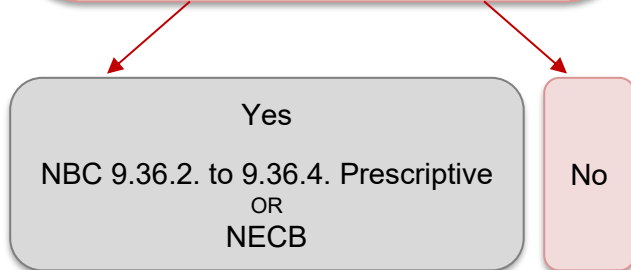 Yes
NBC 9.36.2. to 9.36.4. Prescriptive
OR
NECB
No